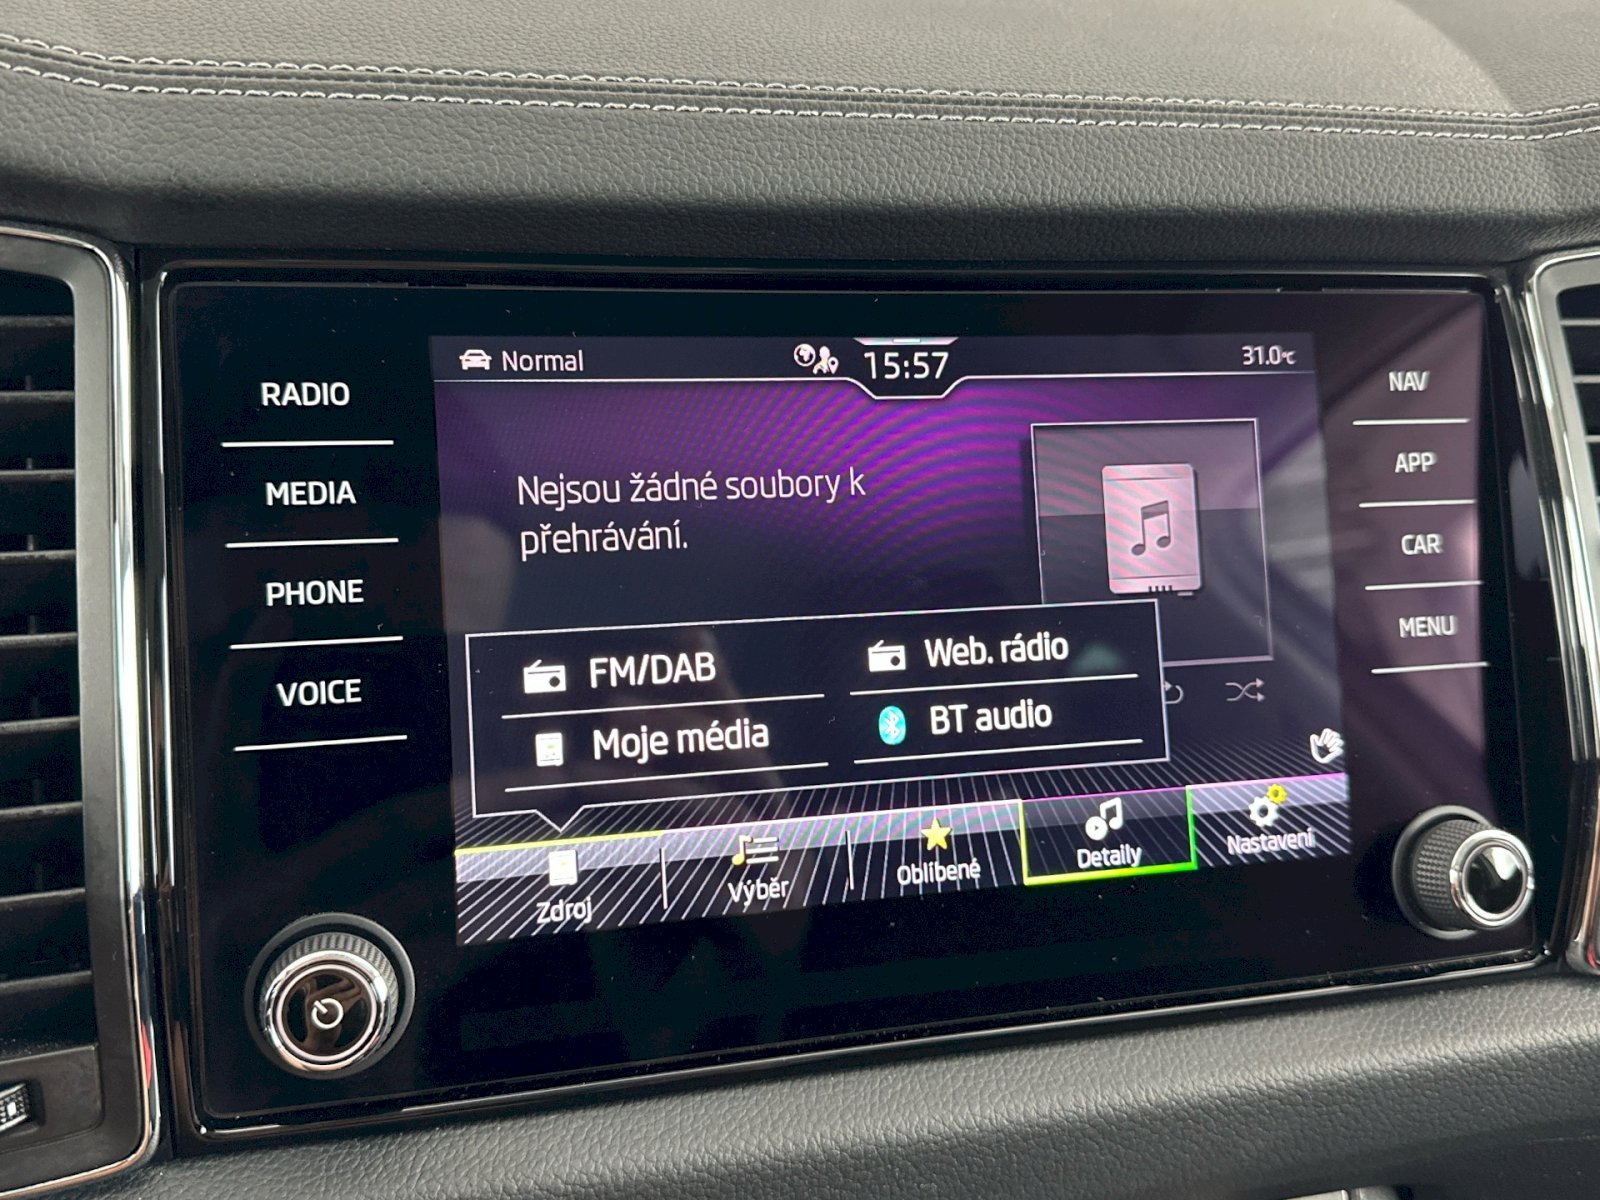 RADIO
MEDIA
PHONE
VOICE
Normal
15:57
31.0°C
Nejsou žádné soubory k
přehrávání.
FM/DAB
Web. rádio
Moje média
BT audio
Zdroj
Výběr
Oblíbené
Detaily
Nastavení
NAV
APP
CAR
MENU